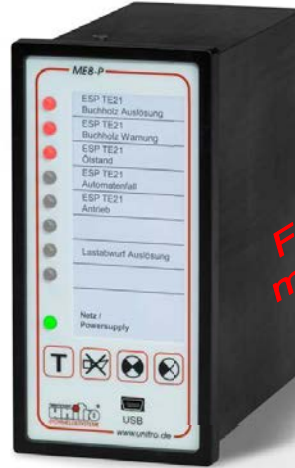 ME8-P
ESP TE21
Buchholz Auslösung
ESP TE21
Buchholz Warnung
ESP TE21
Ölstand
ESP TE21
Automatenfall
ESP TE21
Antrieb
Lastabwurf Auslösung
Netz /
Powersupply
T
unitro
USB
www.unitro.de